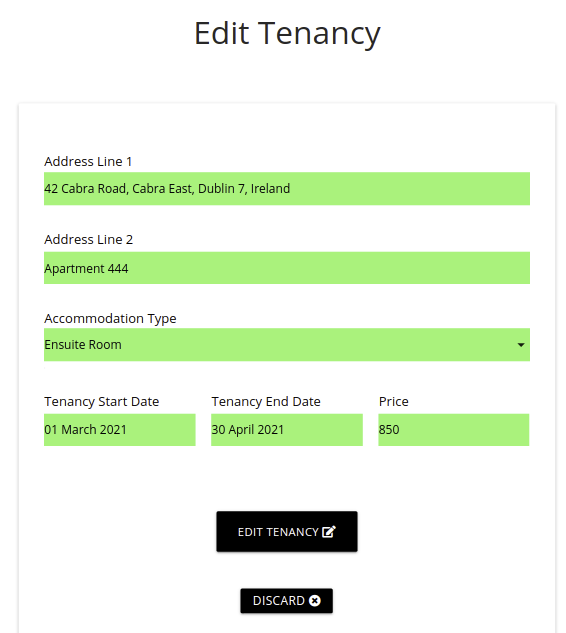 Edit Tenancy
Address Line 1
42 Cabra Road, Cabra East, Dublin 7, Ireland
Address Line 2
Apartment 444
Accommodation Type
Ensuite Room
Tenancy Start Date Tenancy End Date Price
01 March 2021 30 April 2021 850
EDIT TENANCY
DISCARD